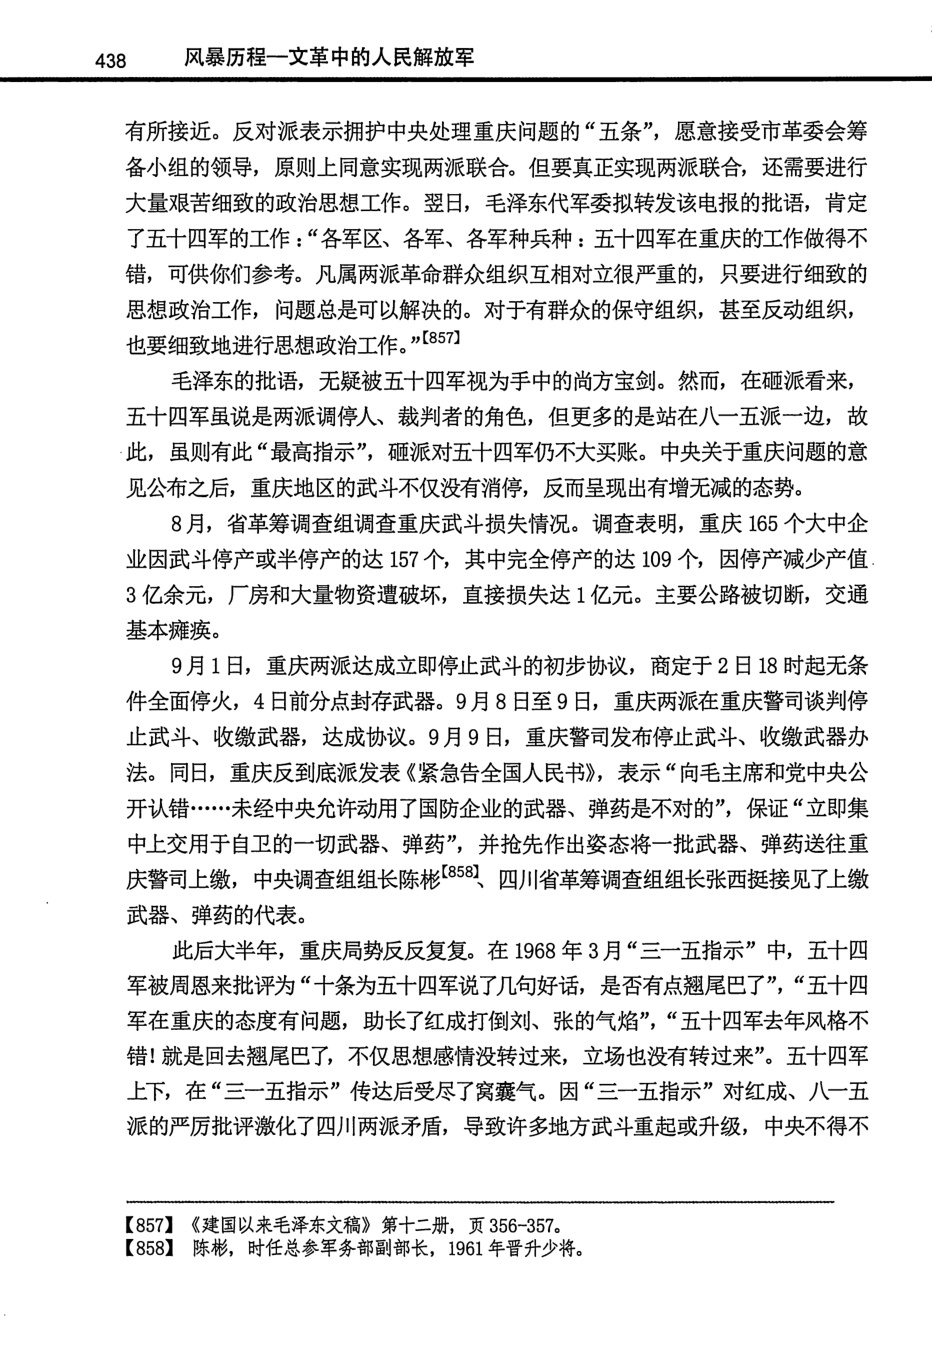 438 风暴历程—文革中的人民解放军
有所接近。反对派表示拥护中央处理重庆问题的“五条”，愿意接受市革委会筹
备小组的领导，原则上同意实现两派联合。但要真正实现两派联合，还需要进行
大量艰苦细致的政治思想工作。翌日，毛泽东代军委拟转发该电报的批语，肯定
了五十四军的工作：“各军区、各军、各军种兵种：五十四军在重庆的工作做得不
错，可供你们参考。凡属两派革命群众组织互相对立很严重的，只要进行细致的
思想政治工作，问题总是可以解决的。对于有群众的保守组织，甚至反动组织，
也要细致地进行思想政治工作。”【857】
毛泽东的批语，无疑被五十四军视为手中的尚方宝剑。然而，在砸派看来，
五十四军虽说是两派调停人、裁判者的角色，但更多的是站在八一五派一边，故
此，虽则有此“最高指示”，砸派对五十四军仍不大买账。中央关于重庆问题的意
见公布之后，重庆地区的武斗不仅没有消停，反而呈现出有增无减的态势。
8月，省革筹调查组调查重庆武斗损失情况。调查表明，重庆165个大中企
业因武斗停产或半停产的达157个，其中完全停产的达109个，因停产减少产值
3亿余元，厂房和大量物资遭破坏，直接损失达1亿元。主要公路被切断，交通
基本瘫痪。
9月1日，重庆两派达成立即停止武斗的初步协议，商定于2日18时起无条
件全面停火，4日前分点封存武器。9月8日至9日，重庆两派在重庆警司谈判停
止武斗、收缴武器，达成协议。9月9日，重庆警司发布停止武斗、收缴武器办
法。同日，重庆反到底派发表《紧急告全国人民书》，表示“向毛主席和党中央公
开认错……未经中央允许动用了国防企业的武器、弹药是不对的”，保证“立即集
中上交用于自卫的一切武器、弹药”，并抢先作出姿态将一批武器、弹药送往重
庆警司上缴，中央调查组组长陈彬【858】、四川省革筹调查组组长张西挺接见了上缴
武器、弹药的代表。
此后大半年，重庆局势反反复复。在1968年3月“三一五指示”中，五十四
军被周恩来批评为“十条为五十四军说了几句好话，是否有点翘尾巴了”，“五十四
军在重庆的态度有问题，助长了红成打倒刘、张的气焰”，“五十四军去年风格不
错！就是回去翘尾巴了，不仅思想感情没转过来，立场也没有转过来”。五十四军
上下，在“三一五指示”传达后受尽了窝囊气。因“三一五指示”对红成、八一五
派的严厉批评激化了四川两派矛盾，导致许多地方武斗重起或升级，中央不得不
【857】《建国以来毛泽东文稿》第十二册，页356-357。
【858】 陈彬，时任总参军务部副部长，1961年晋升少将。